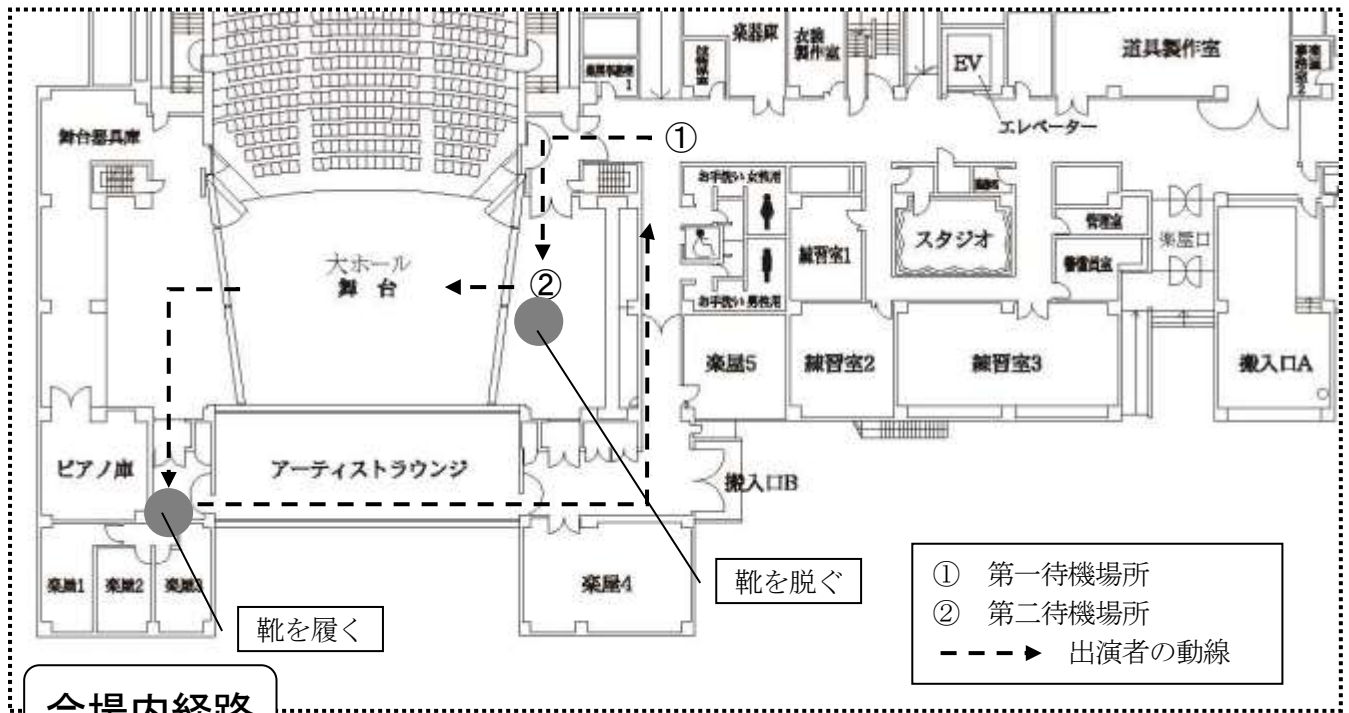 楽器庫
衣裳
製作室
道具製作室
EV
エレベーター
舞台器具庫
①
お手洗い 女性用
管理室
楽屋口
練習室1
スタジオ
大ホール
舞 台
②
警備員室
お手洗い 男性用
楽屋5
練習室2
練習室3
搬入口A
ピアノ庫
アーティストラウンジ
搬入口B
楽屋1
楽屋2
楽屋3
楽屋4
靴を脱ぐ
靴を履く
① 第一待機場所
② 第二待機場所
出演者の動線
会場内経路